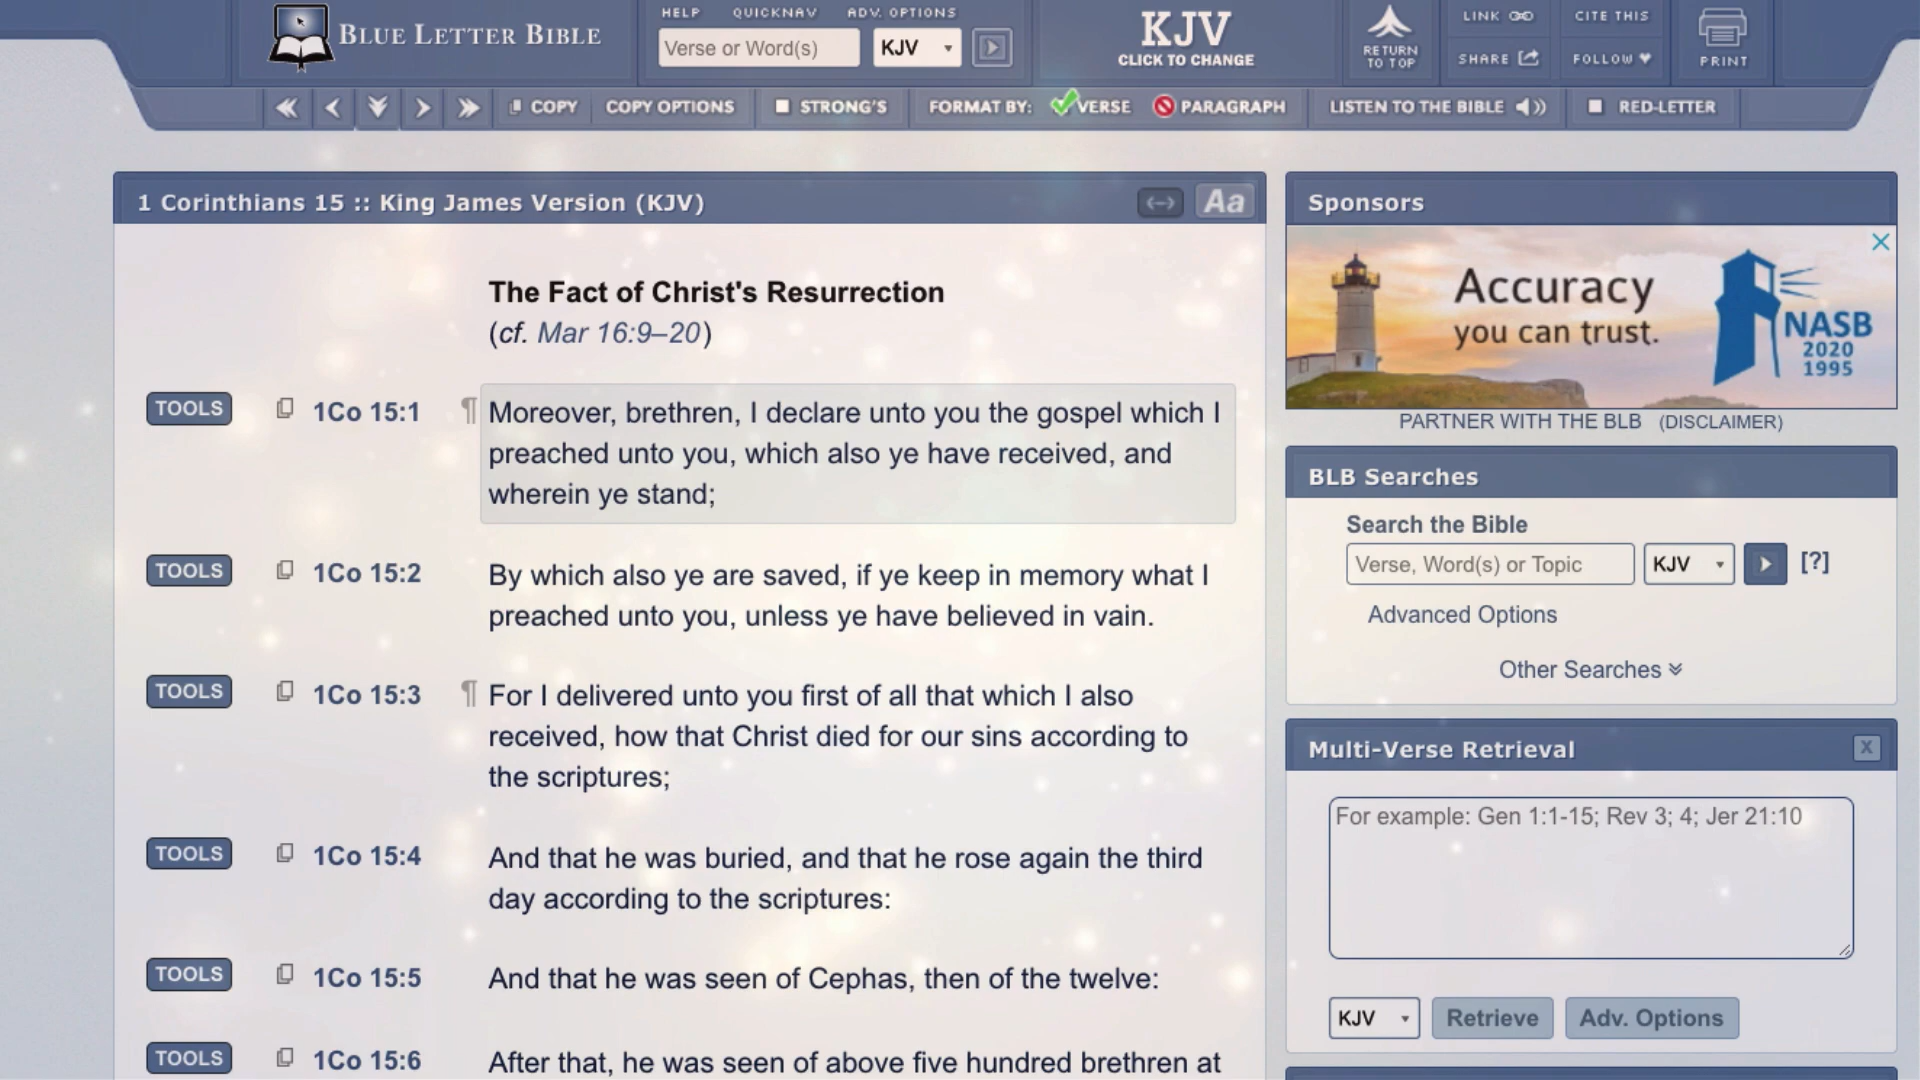 BLUE LETTER BIBLE
HELP QUICKNAV ADV. OPTIONS
Verse or Word(s) KJV
KJV
CLICK TO CHANGE
RETURN
TO TOP
LINK
SHARE
CITE THIS
FOLLOW
PRINT
COPY COPY OPTIONS STRONG'S FORMAT BY: VERSE PARAGRAPH LISTEN TO THE BIBLE RED-LETTER
1 Corinthians 15 :: King James Version (KJV)
Aa
The Fact of Christ's Resurrection
(cf. Mar 16:9–20)
TOOLS 1Co 15:1 ¶ Moreover, brethren, I declare unto you the gospel which I
preached unto you, which also ye have received, and
wherein ye stand;
TOOLS 1Co 15:2 By which also ye are saved, if ye keep in memory what I
preached unto you, unless ye have believed in vain.
TOOLS 1Co 15:3 ¶ For I delivered unto you first of all that which I also
received, how that Christ died for our sins according to
the scriptures;
TOOLS 1Co 15:4 And that he was buried, and that he rose again the third
day according to the scriptures:
TOOLS 1Co 15:5 And that he was seen of Cephas, then of the twelve:
TOOLS 1Co 15:6 After that, he was seen of above five hundred brethren at
Sponsors
Accuracy
you can trust.
NASB
2020
1995
PARTNER WITH THE BLB (DISCLAIMER)
BLB Searches
Search the Bible
Verse, Word(s) or Topic KJV [?]
Advanced Options
Other Searches
Multi-Verse Retrieval X
For example: Gen 1:1-15; Rev 3; 4; Jer 21:10
KJV Retrieve Adv. Options